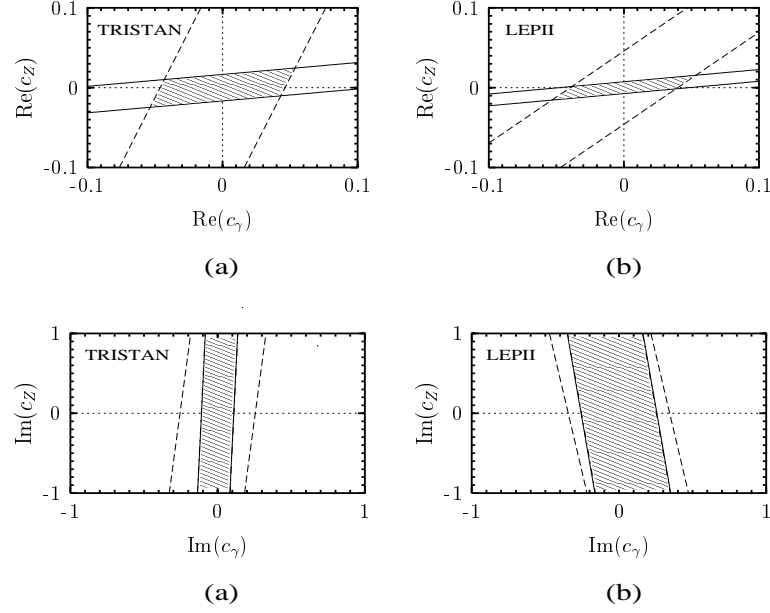 0.1
TRISTAN
Re(c_Z)
0
-0.1
-0.1
0
0.1
Re(c_γ)
(a)
0.1
LEPII
Re(c_Z)
0
-0.1
-0.1
0
0.1
Re(c_γ)
(b)
1
TRISTAN
Im(c_Z)
0
-1
-1
0
1
Im(c_γ)
(a)
1
LEPII
Im(c_Z)
0
-1
-1
0
1
Im(c_γ)
(b)